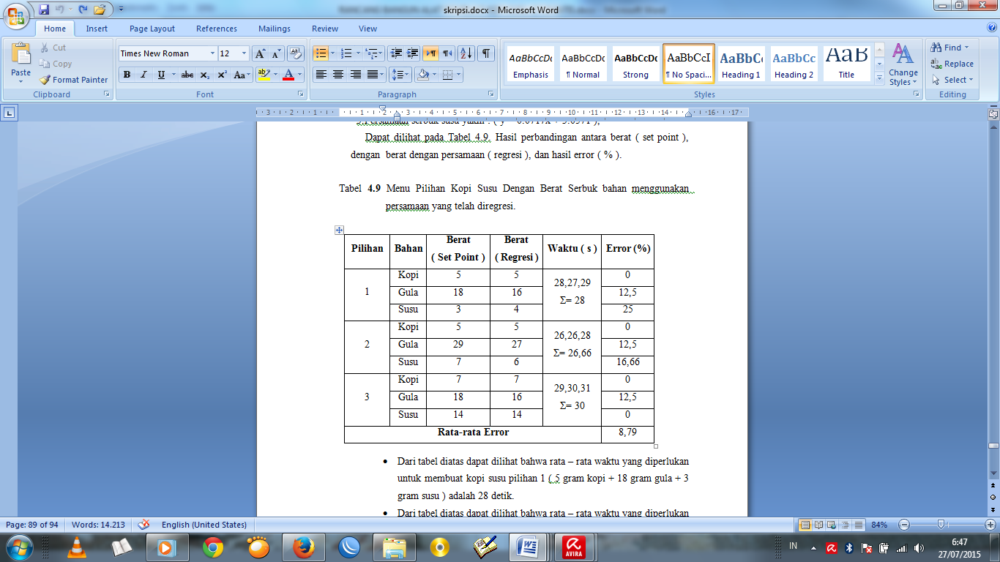 skripsi.docx - Microsoft Word
Home Insert Page Layout References Mailings Review View
Paste
Cut
Copy
Format Painter
Clipboard
Times New Roman 12
Font
Paragraph
AaBbCcDc AaBbCcDc AaBbCcDc AaBbCcI AaBbC AaBbCc AaB
Emphasis ¶ Normal Strong ¶ No Spaci... Heading 1 Heading 2 Title
Change Styles
Styles
Find
Replace
Select
Editing
Dapat dilihat pada Tabel 4.9. Hasil perbandingan antara berat ( set point ),
dengan berat dengan persamaan ( regresi ), dan hasil error ( % ).
Tabel 4.9 Menu Pilihan Kopi Susu Dengan Berat Serbuk bahan menggunakan
persamaan yang telah diregresi.
Pilihan Bahan Berat ( Set Point ) Berat ( Regresi ) Waktu ( s ) Error (%)
1 Kopi 5 5 28,27,29 0
Gula 18 16 Σ= 28 12,5
Susu 3 4 25
2 Kopi 5 5 26,26,28 0
Gula 29 27 Σ= 26,66 12,5
Susu 7 6 16,66
3 Kopi 7 7 29,30,31 0
Gula 18 16 Σ= 30 12,5
Susu 14 14 0
Rata-rata Error 8,79
• Dari tabel diatas dapat dilihat bahwa rata – rata waktu yang diperlukan
untuk membuat kopi susu pilihan 1 ( 5 gram kopi + 18 gram gula + 3
gram susu ) adalah 28 detik.
• Dari tabel diatas dapat dilihat bahwa rata – rata waktu yang diperlukan
Page: 89 of 94 Words: 14.213 English (United States) 84%
AVIRA
IN
6:47
27/07/2015